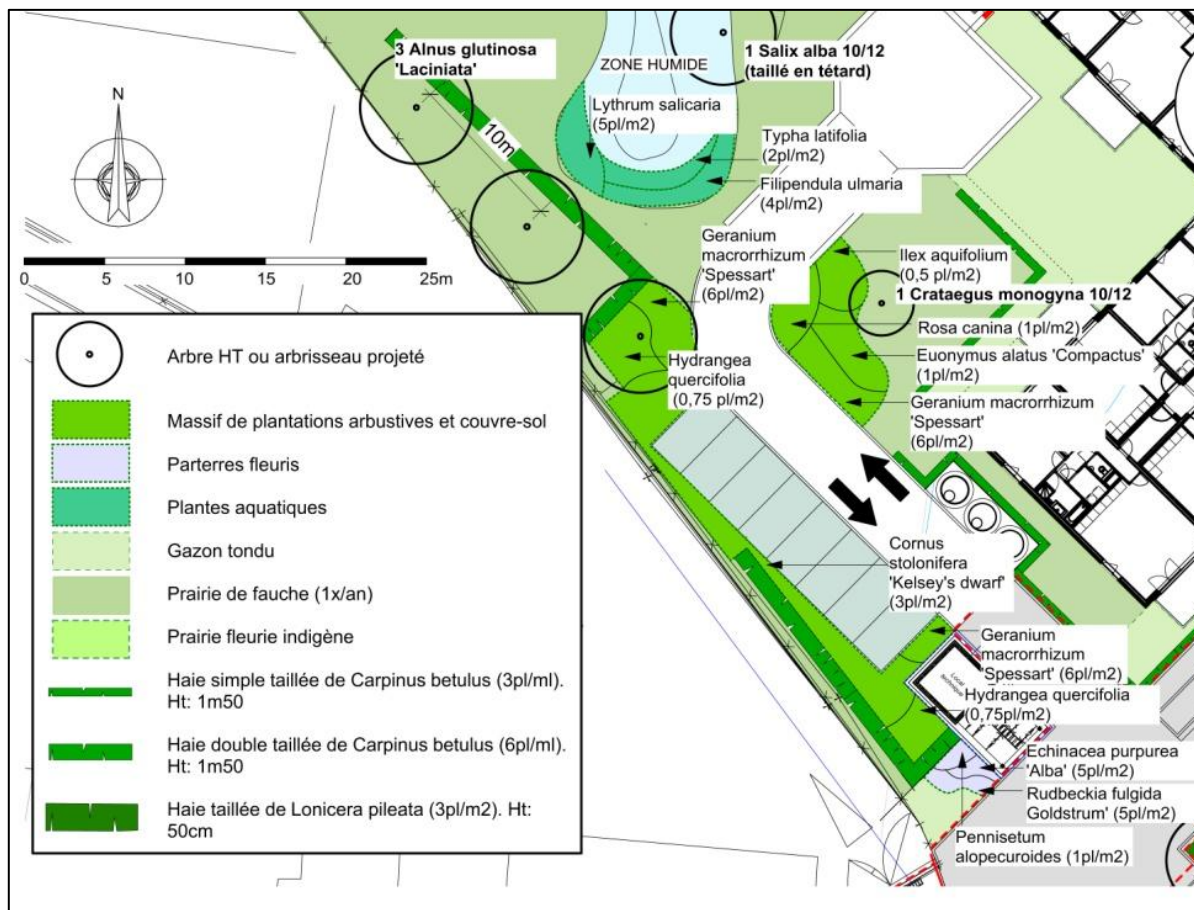 3 Alnus glutinosa
'Laciniata'
1 Salix alba 10/12
(taillé en tétard)
ZONE HUMIDE
Lythrum salicaria
(5pl/m2)
Typha latifolia
(2pl/m2)
Filipendula ulmaria
(4pl/m2)
N
10m
0 5 10 15 20 25m
Geranium
macrorrhizum
'Spessart'
(6pl/m2)
Ilex aquifolium
(0,5 pl/m2)
1 Crataegus monogyna 10/12
Rosa canina (1pl/m2)
Euonymus alatus 'Compactus'
(1pl/m2)
Geranium macrorrhizum
'Spessart'
(6pl/m2)
Hydrangea
quercifolia
(0,75 pl/m2)
Cornus
stolonifera
'Kelsey's dwarf'
(3pl/m2)
Geranium
macrorrhizum
'Spessart' (6pl/m2)
Hydrangea quercifolia
(0,75pl/m2)
Local
technique
Echinacea purpurea
'Alba' (5pl/m2)
Rudbeckia fulgida
Goldstrum' (5pl/m2)
Pennisetum
alopecuroides (1pl/m2)
Arbre HT ou arbrisseau projeté
Massif de plantations arbustives et couvre-sol
Parterres fleuris
Plantes aquatiques
Gazon tondu
Prairie de fauche (1x/an)
Prairie fleurie indigène
Haie simple taillée de Carpinus betulus (3pl/ml).
Ht: 1m50
Haie double taillée de Carpinus betulus (6pl/ml).
Ht: 1m50
Haie taillée de Lonicera pileata (3pl/m2). Ht:
50cm